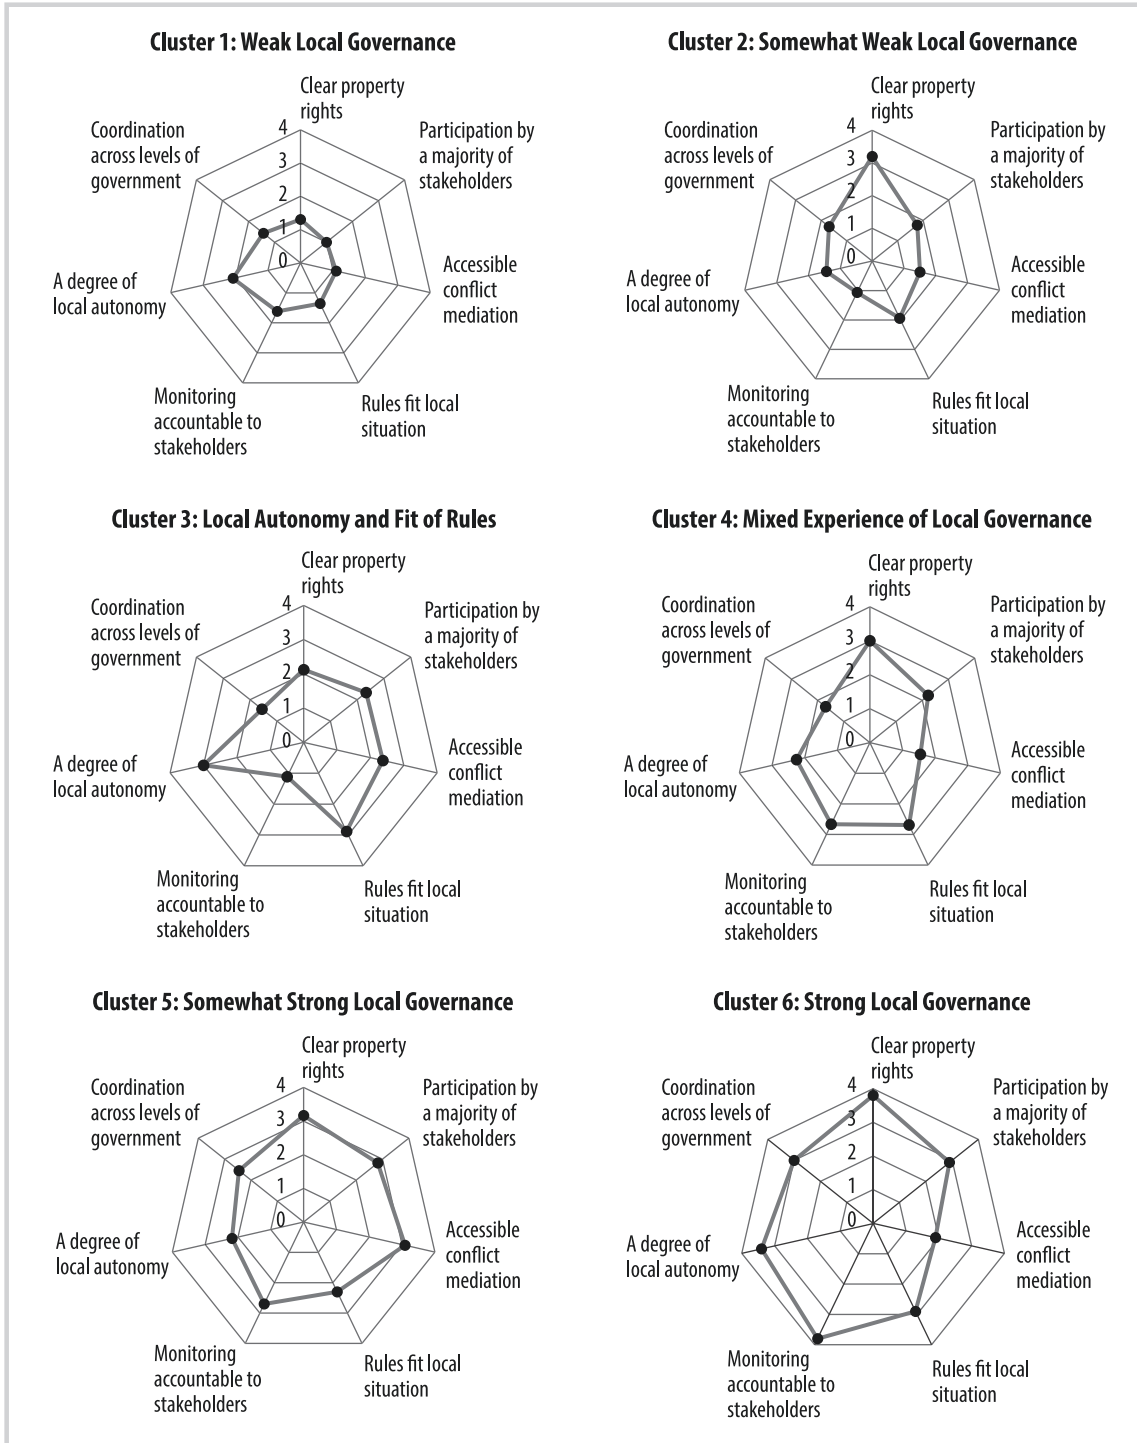 Cluster 1: Weak Local Governance
Clear property
rights
Participation by
a majority of
stakeholders
Accessible
conflict
mediation
Rules fit local
situation
Monitoring
accountable to
stakeholders
A degree of
local autonomy
Coordination
across levels of
government
4
3
2
1
0
Cluster 2: Somewhat Weak Local Governance
Clear property
rights
Participation by
a majority of
stakeholders
Accessible
conflict
mediation
Rules fit local
situation
Monitoring
accountable to
stakeholders
A degree of
local autonomy
Coordination
across levels of
government
4
3
2
1
0
Cluster 3: Local Autonomy and Fit of Rules
Clear property
rights
Participation by
a majority of
stakeholders
Accessible
conflict
mediation
Rules fit local
situation
Monitoring
accountable to
stakeholders
A degree of
local autonomy
Coordination
across levels of
government
4
3
2
1
0
Cluster 4: Mixed Experience of Local Governance
Clear property
rights
Participation by
a majority of
stakeholders
Accessible
conflict
mediation
Rules fit local
situation
Monitoring
accountable to
stakeholders
A degree of
local autonomy
Coordination
across levels of
government
4
3
2
1
0
Cluster 5: Somewhat Strong Local Governance
Clear property
rights
Participation by
a majority of
stakeholders
Accessible
conflict
mediation
Rules fit local
situation
Monitoring
accountable to
stakeholders
A degree of
local autonomy
Coordination
across levels of
government
4
3
2
1
0
Cluster 6: Strong Local Governance
Clear property
rights
Participation by
a majority of
stakeholders
Accessible
conflict
mediation
Rules fit local
situation
Monitoring
accountable to
stakeholders
A degree of
local autonomy
Coordination
across levels of
government
4
3
2
1
0